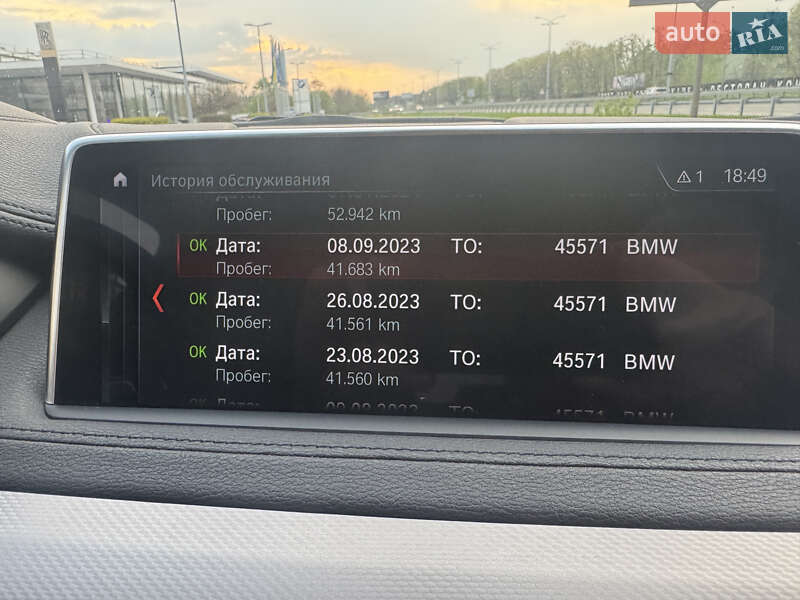 auto RIA .com
История обслуживания
⚠ 1 18:49
Пробег: 52.942 km
OK Дата: 08.09.2023 ТО: 45571 BMW
Пробег: 41.683 km
OK Дата: 26.08.2023 ТО: 45571 BMW
Пробег: 41.561 km
OK Дата: 23.08.2023 ТО: 45571 BMW
Пробег: 41.560 km